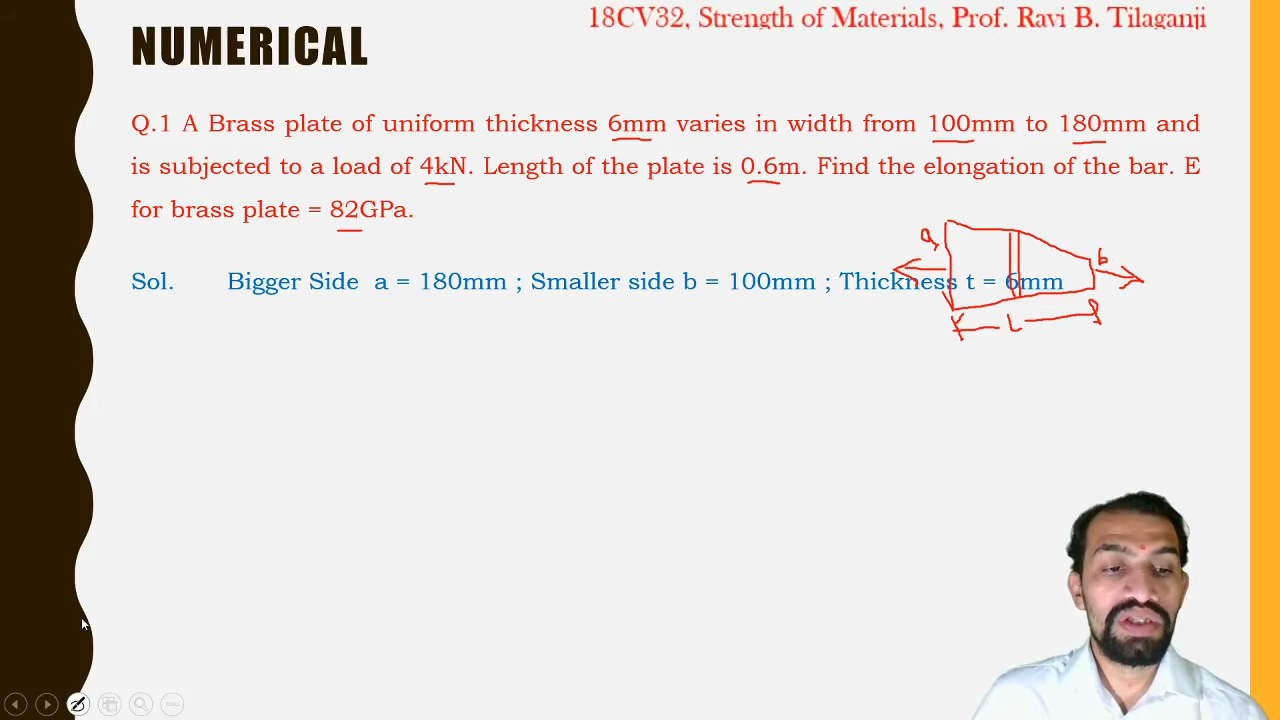 18CV32, Strength of Materials, Prof. Ravi B. Tilaganji
NUMERICAL
Q.1 A Brass plate of uniform thickness 6mm varies in width from 100mm to 180mm and
is subjected to a load of 4kN. Length of the plate is 0.6m. Find the elongation of the bar. E
for brass plate = 82GPa.
a
b
Sol. Bigger Side a = 180mm ; Smaller side b = 100mm ; Thickness t = 6mm
L